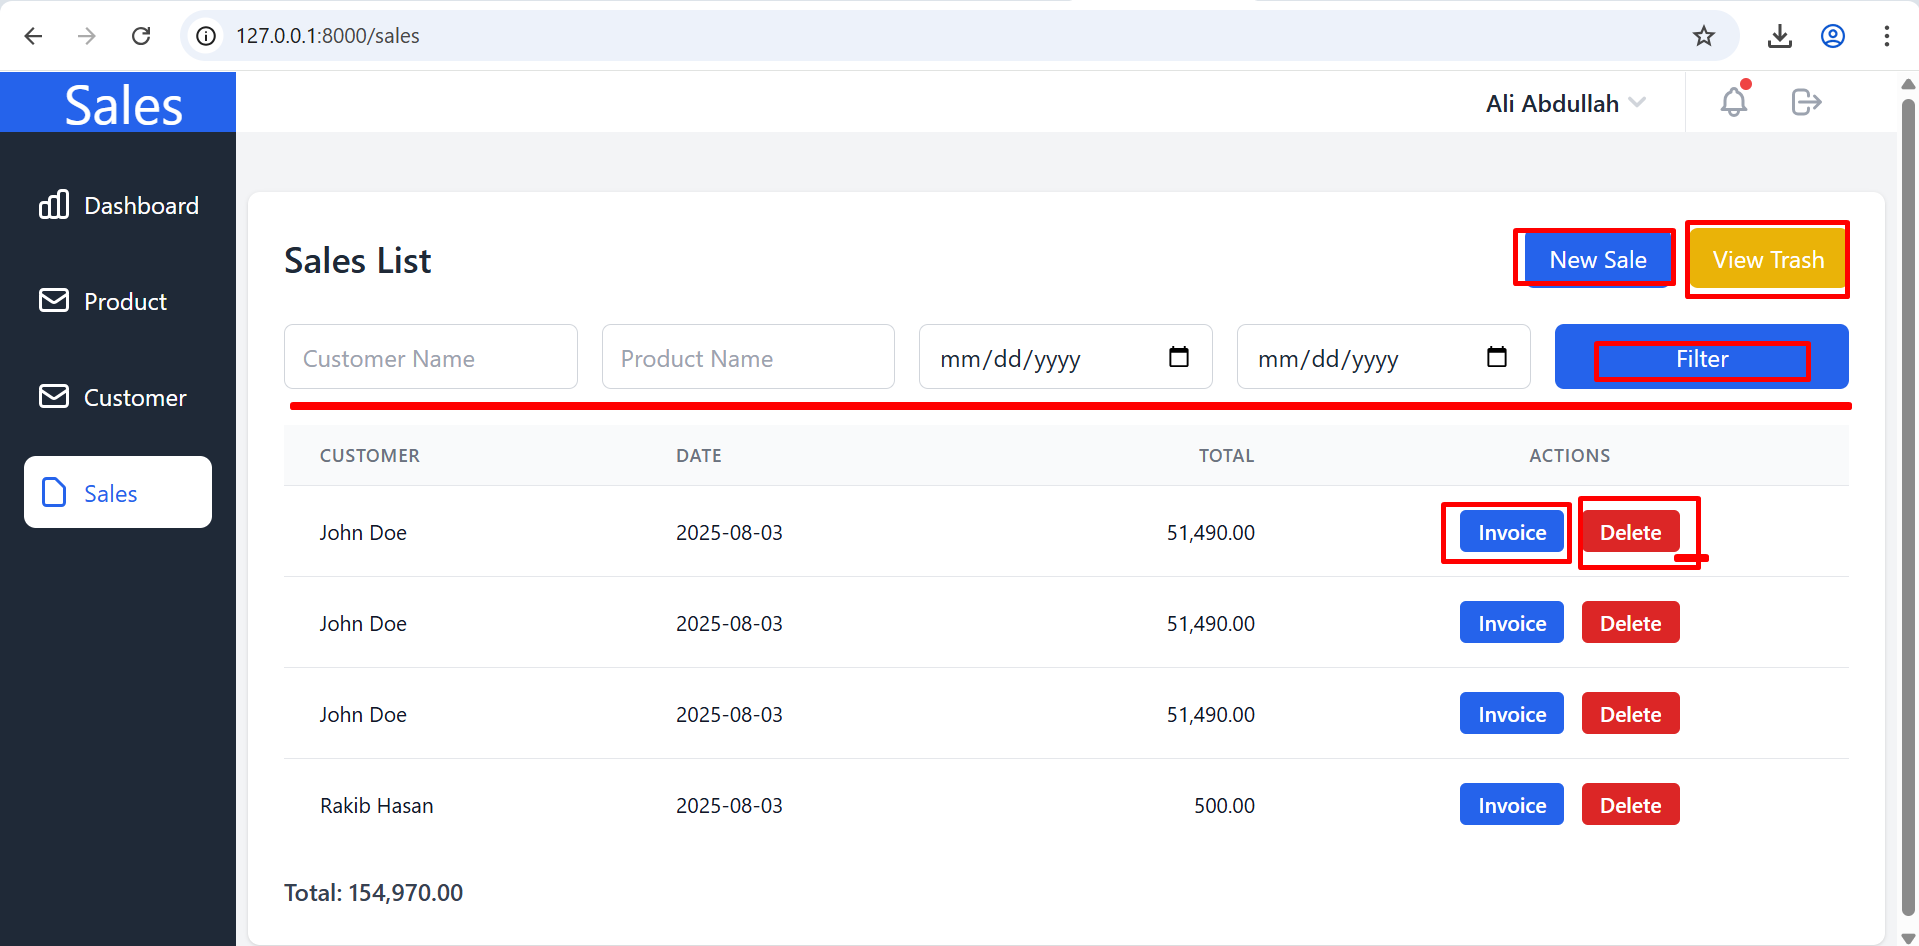 127.0.0.1:8000/sales
Sales
Ali Abdullah
Dashboard
Product
Customer
Sales
Sales List
New Sale
View Trash
Customer Name
Product Name
mm/dd/yyyy
mm/dd/yyyy
Filter
CUSTOMER DATE TOTAL ACTIONS
John Doe 2025-08-03 51,490.00 Invoice Delete
John Doe 2025-08-03 51,490.00 Invoice Delete
John Doe 2025-08-03 51,490.00 Invoice Delete
Rakib Hasan 2025-08-03 500.00 Invoice Delete
Total: 154,970.00